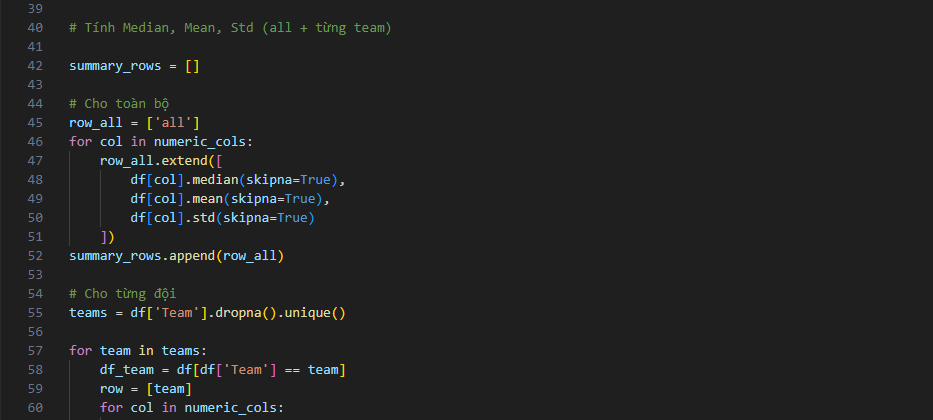 39
40 # Tính Median, Mean, Std (all + từng team)
41
42 summary_rows = []
43
44 # Cho toàn bộ
45 row_all = ['all']
46 for col in numeric_cols:
47     row_all.extend([
48         df[col].median(skipna=True),
49         df[col].mean(skipna=True),
50         df[col].std(skipna=True)
51     ])
52 summary_rows.append(row_all)
53
54 # Cho từng đội
55 teams = df['Team'].dropna().unique()
56
57 for team in teams:
58     df_team = df[df['Team'] == team]
59     row = [team]
60     for col in numeric_cols: